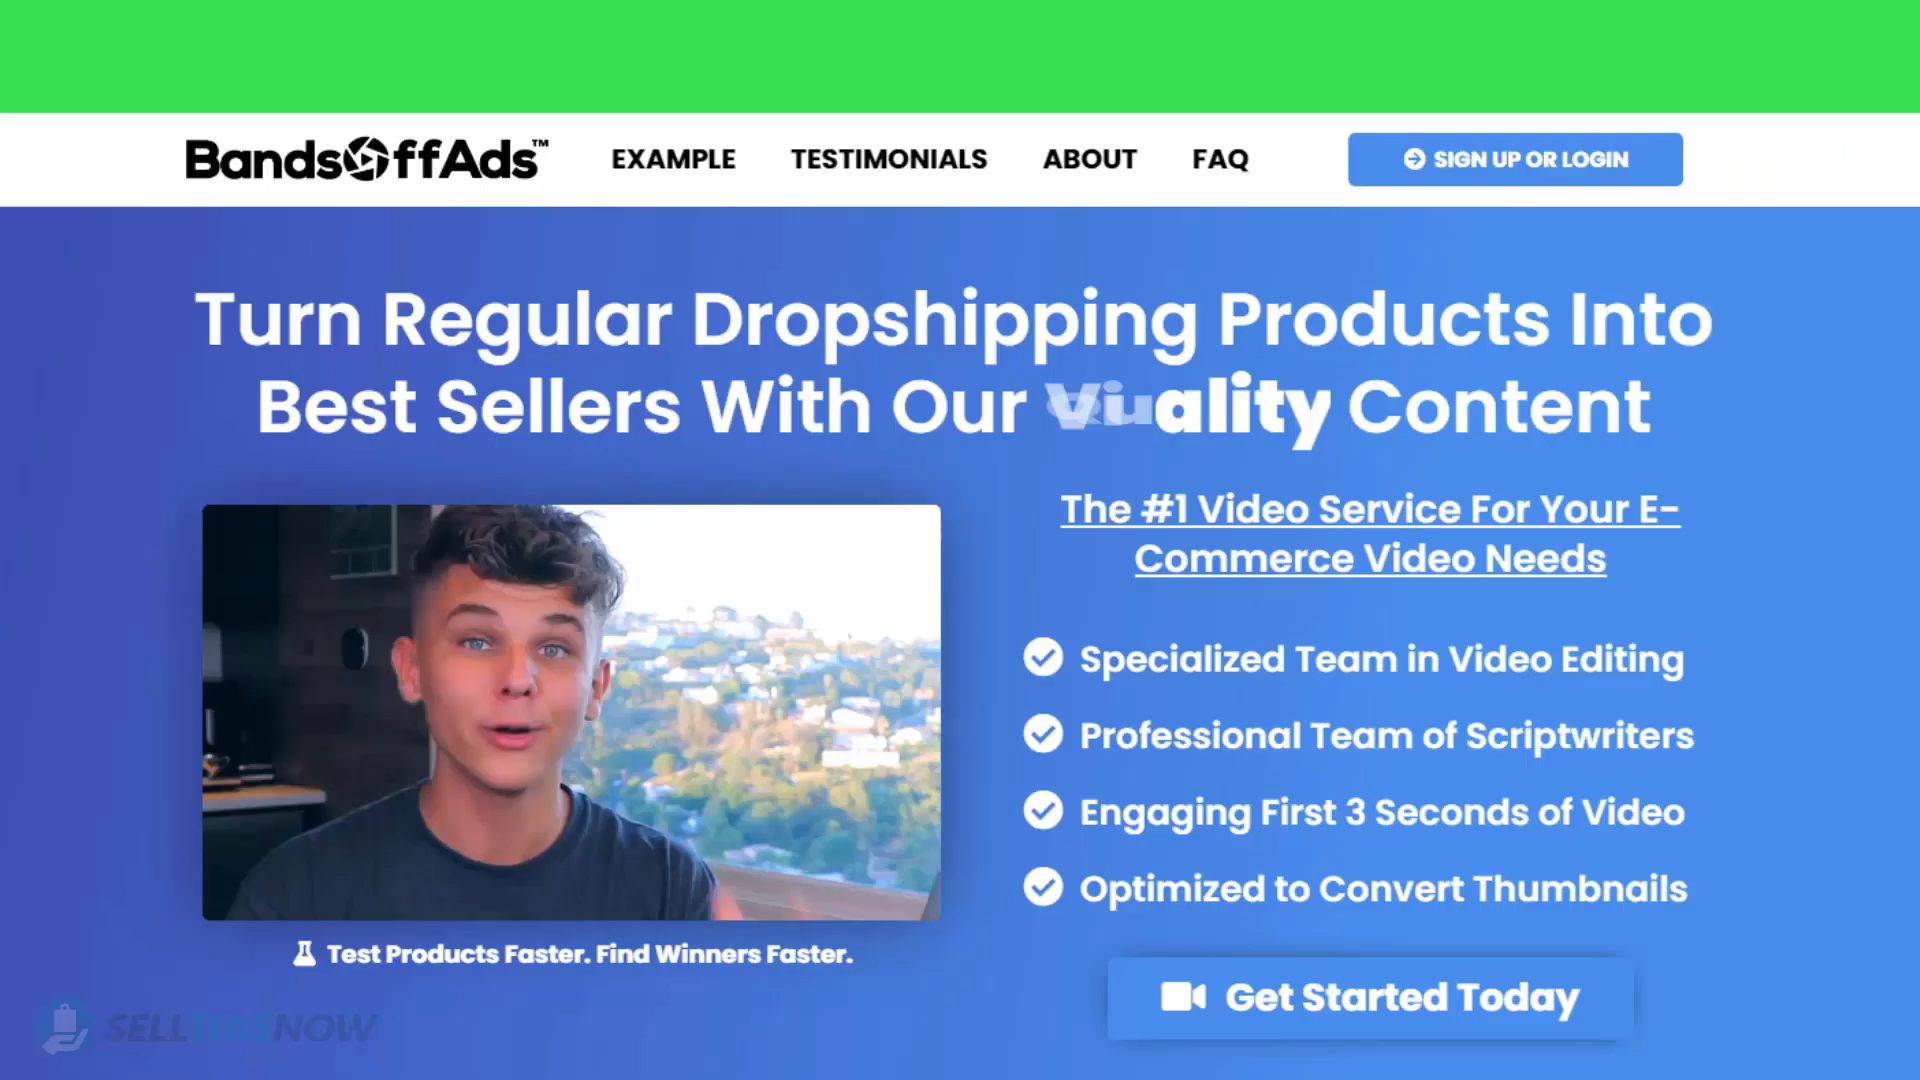 BandsOffAds™ EXAMPLE TESTIMONIALS ABOUT FAQ SIGN UP OR LOGIN
Turn Regular Dropshipping Products Into
Best Sellers With Our Content
The #1 Video Service For Your E-
Commerce Video Needs
Specialized Team in Video Editing
Professional Team of Scriptwriters
Engaging First 3 Seconds of Video
Optimized to Convert Thumbnails
Test Products Faster. Find Winners Faster.
Get Started Today
SELLTHISNOW